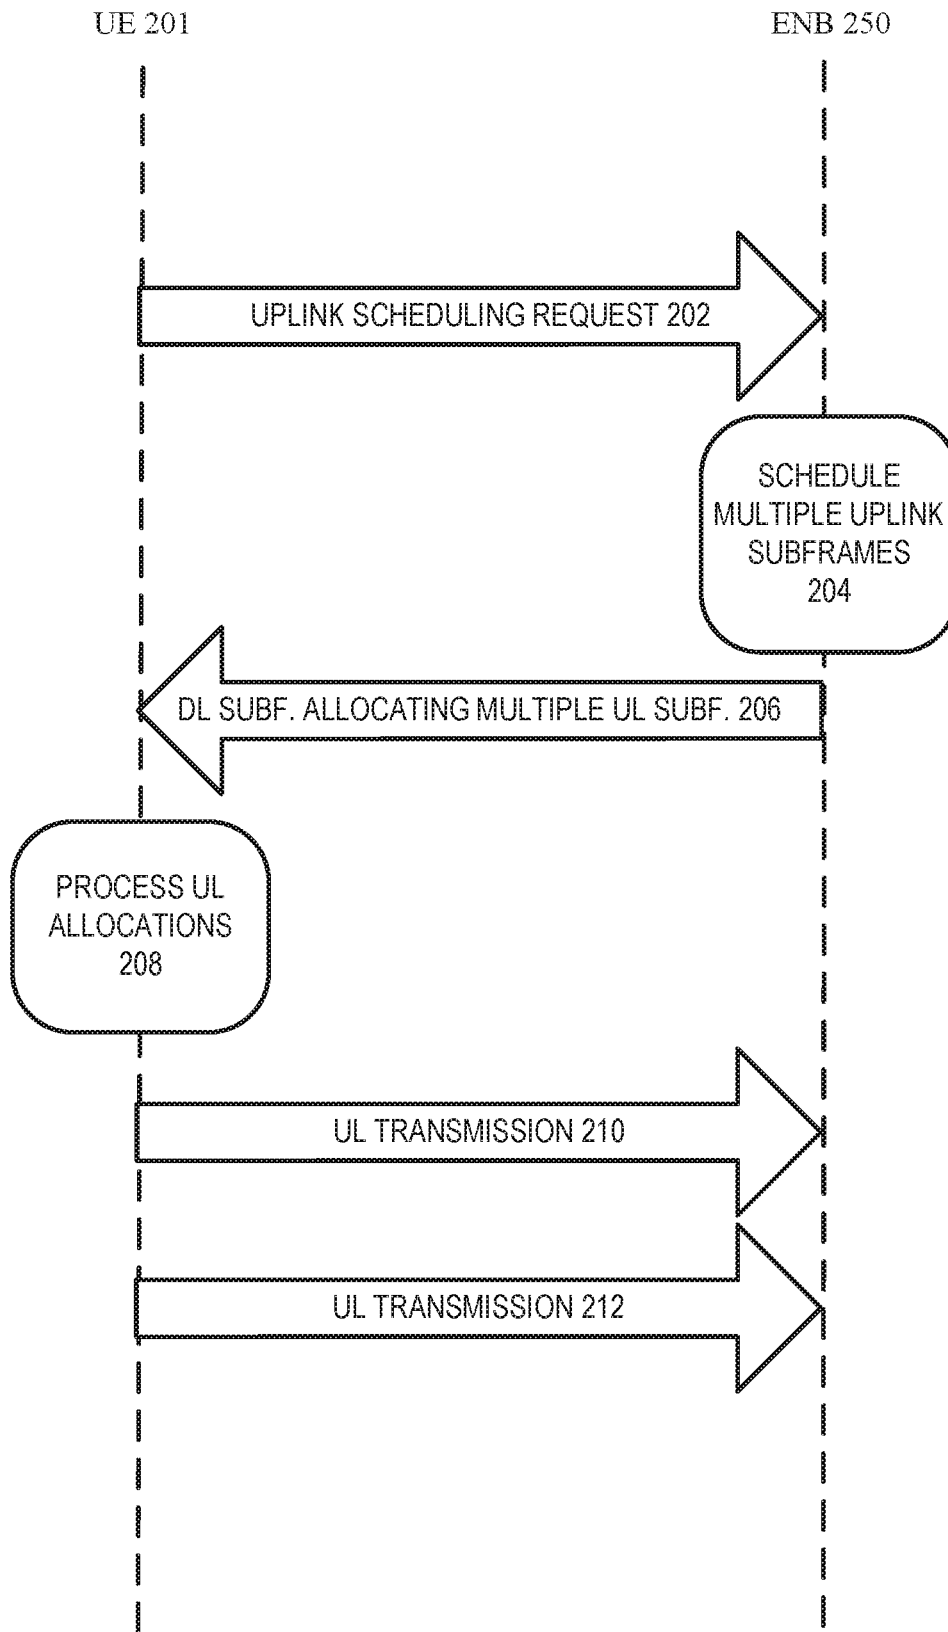 UE 201
ENB 250
UPLINK SCHEDULING REQUEST 202
SCHEDULE
MULTIPLE UPLINK
SUBFRAMES
204
DL SUBF. ALLOCATING MULTIPLE UL SUBF. 206
PROCESS UL
ALLOCATIONS
208
UL TRANSMISSION 210
UL TRANSMISSION 212